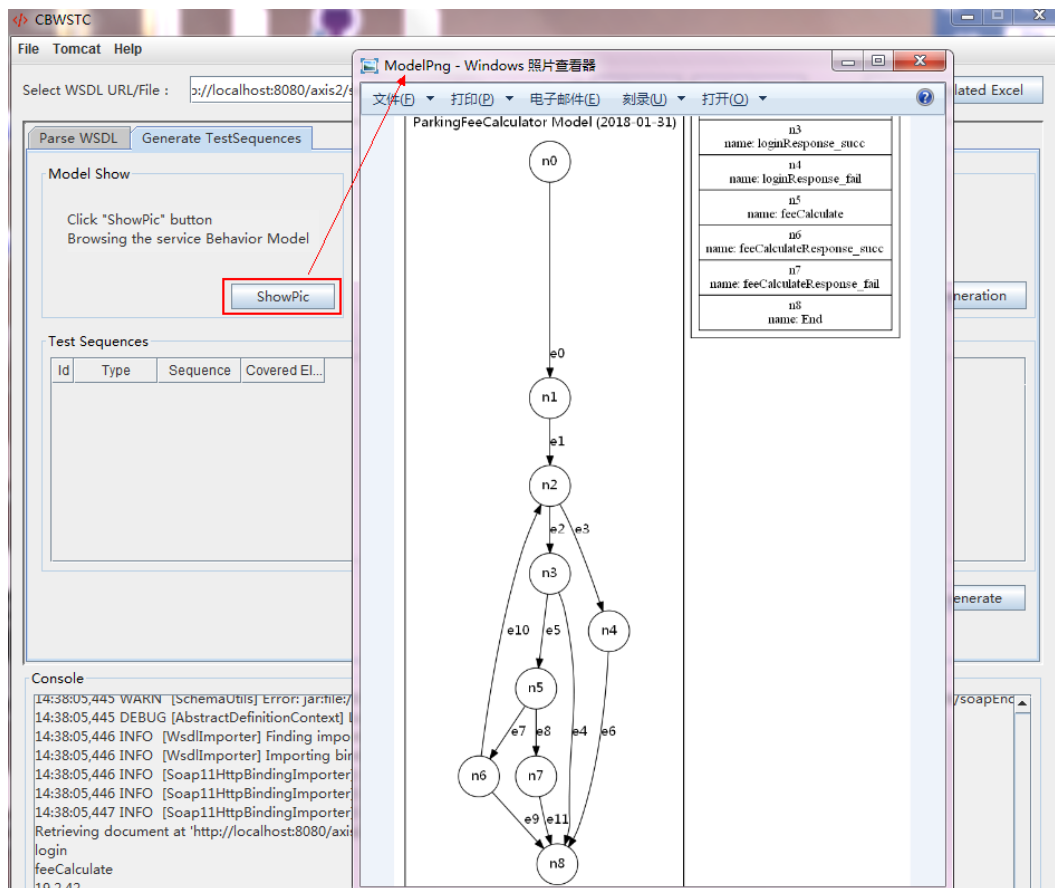 CBWSTC
File Tomcat Help
Select WSDL URL/File : ://localhost:8080/axis2/s
lated Excel
Parse WSDL Generate TestSequences
Model Show
Click "ShowPic" button
Browsing the service Behavior Model
ShowPic
neration
Test Sequences
Id Type Sequence Covered El...
enerate
ModelPng - Windows 照片查看器
文件(F) 打印(P) 电子邮件(E) 刻录(U) 打开(O)
ParkingFeeCalculator Model (2018-01-31)
n0
e0
n1
e1
n2
e2 e3
n3
n4
e10 e5
n5
e7 e8 e4 e6
n6 n7
e9 e11
n8
n3
name: loginResponse_succ
n4
name: loginResponse_fail
n5
name: feeCalculate
n6
name: feeCalculateResponse_succ
n7
name: feeCalculateResponse_fail
n8
name: End
Console
14:38:05,445 WARN [SchemaUtils] Error: jar:file:/
/soapEnc
14:38:05,445 DEBUG [AbstractDefinitionContext] L
14:38:05,446 INFO [WsdlImporter] Finding impo
14:38:05,446 INFO [WsdlImporter] Importing bin
14:38:05,446 INFO [Soap11HttpBindingImporter]
14:38:05,446 INFO [Soap11HttpBindingImporter]
14:38:05,447 INFO [Soap11HttpBindingImporter]
Retrieving document at 'http://localhost:8080/axis
login
feeCalculate